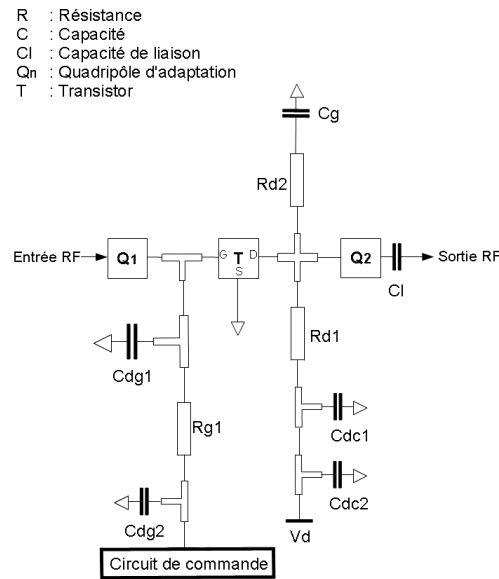 R : Résistance
C : Capacité
Cl : Capacité de liaison
Qn : Quadripôle d'adaptation
T : Transistor
Cg
Rd2
Entrée RF
Q1
G T D
S
Q2
Sortie RF
Cl
Rd1
Cdg1
Rg1
Cdc1
Cdc2
Cdg2
Vd
Circuit de commande